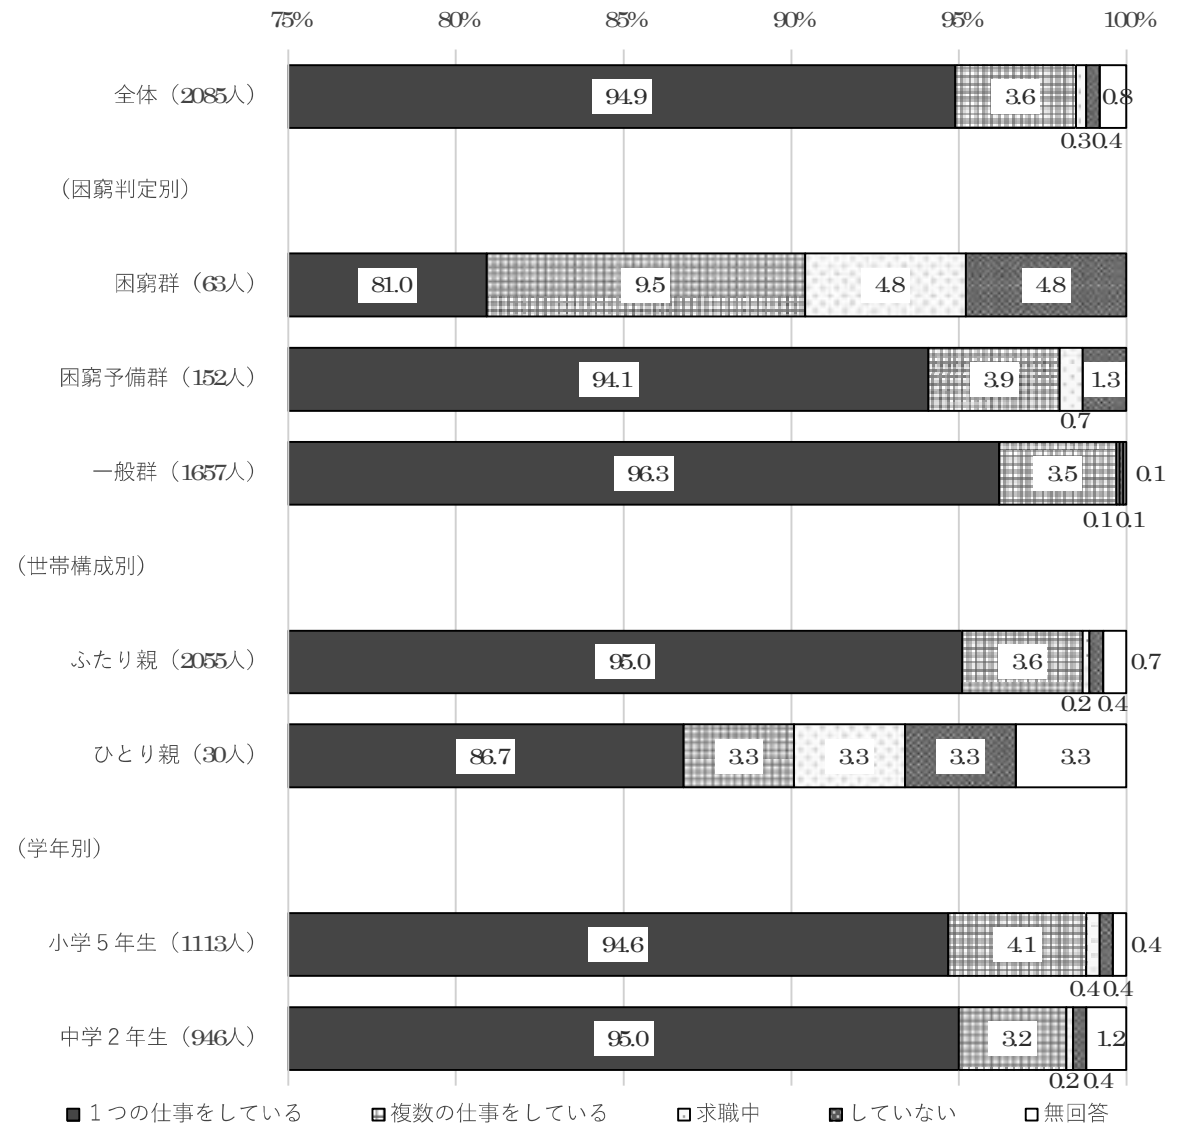 75% 80% 85% 90% 95% 100%
全体（2085人） 94.9 3.6 0.8
0.3 0.4
（困窮判定別）
困窮群（63人） 81.0 9.5 4.8 4.8
困窮予備群（152人） 94.1 3.9 1.3
0.7
一般群（1657人） 96.3 3.5 0.1
0.1 0.1
（世帯構成別）
ふたり親（2055人） 95.0 3.6 0.7
0.2 0.4
ひとり親（30人） 86.7 3.3 3.3 3.3 3.3
（学年別）
小学５年生（1113人） 94.6 4.1 0.4
0.4 0.4
中学２年生（946人） 95.0 3.2 1.2
0.2 0.4
１つの仕事をしている 複数の仕事をしている 求職中 していない 無回答